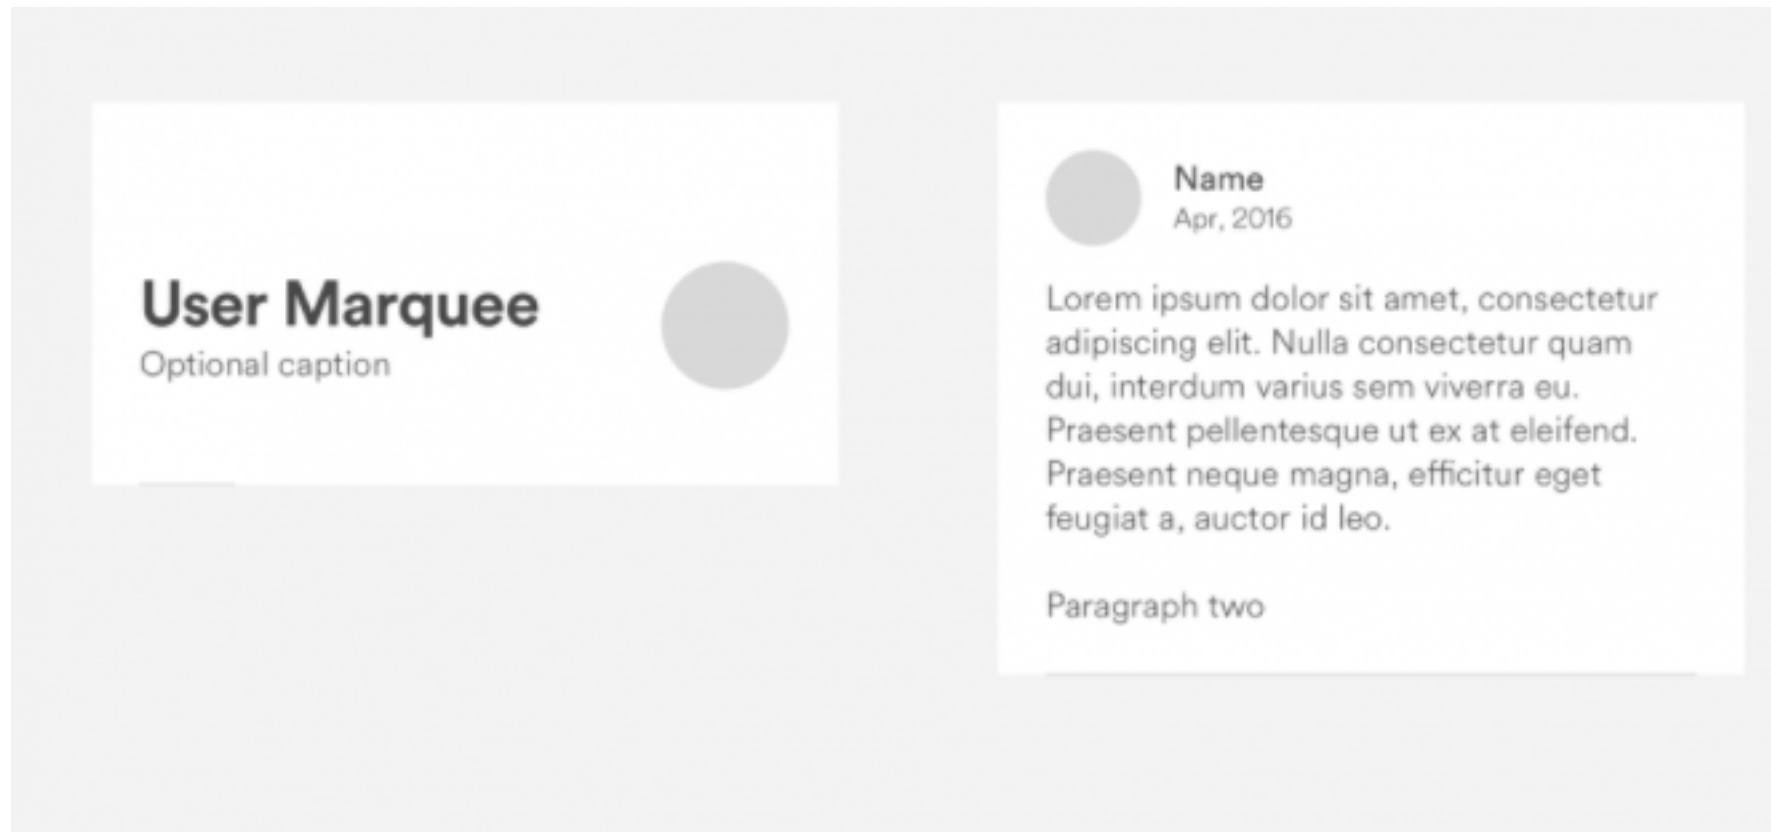 User Marquee
Optional caption
Name
Apr, 2016
Lorem ipsum dolor sit amet, consectetur
adipiscing elit. Nulla consectetur quam
dui, interdum varius sem viverra eu.
Praesent pellentesque ut ex at eleifend.
Praesent neque magna, efficitur eget
feugiat a, auctor id leo.
Paragraph two